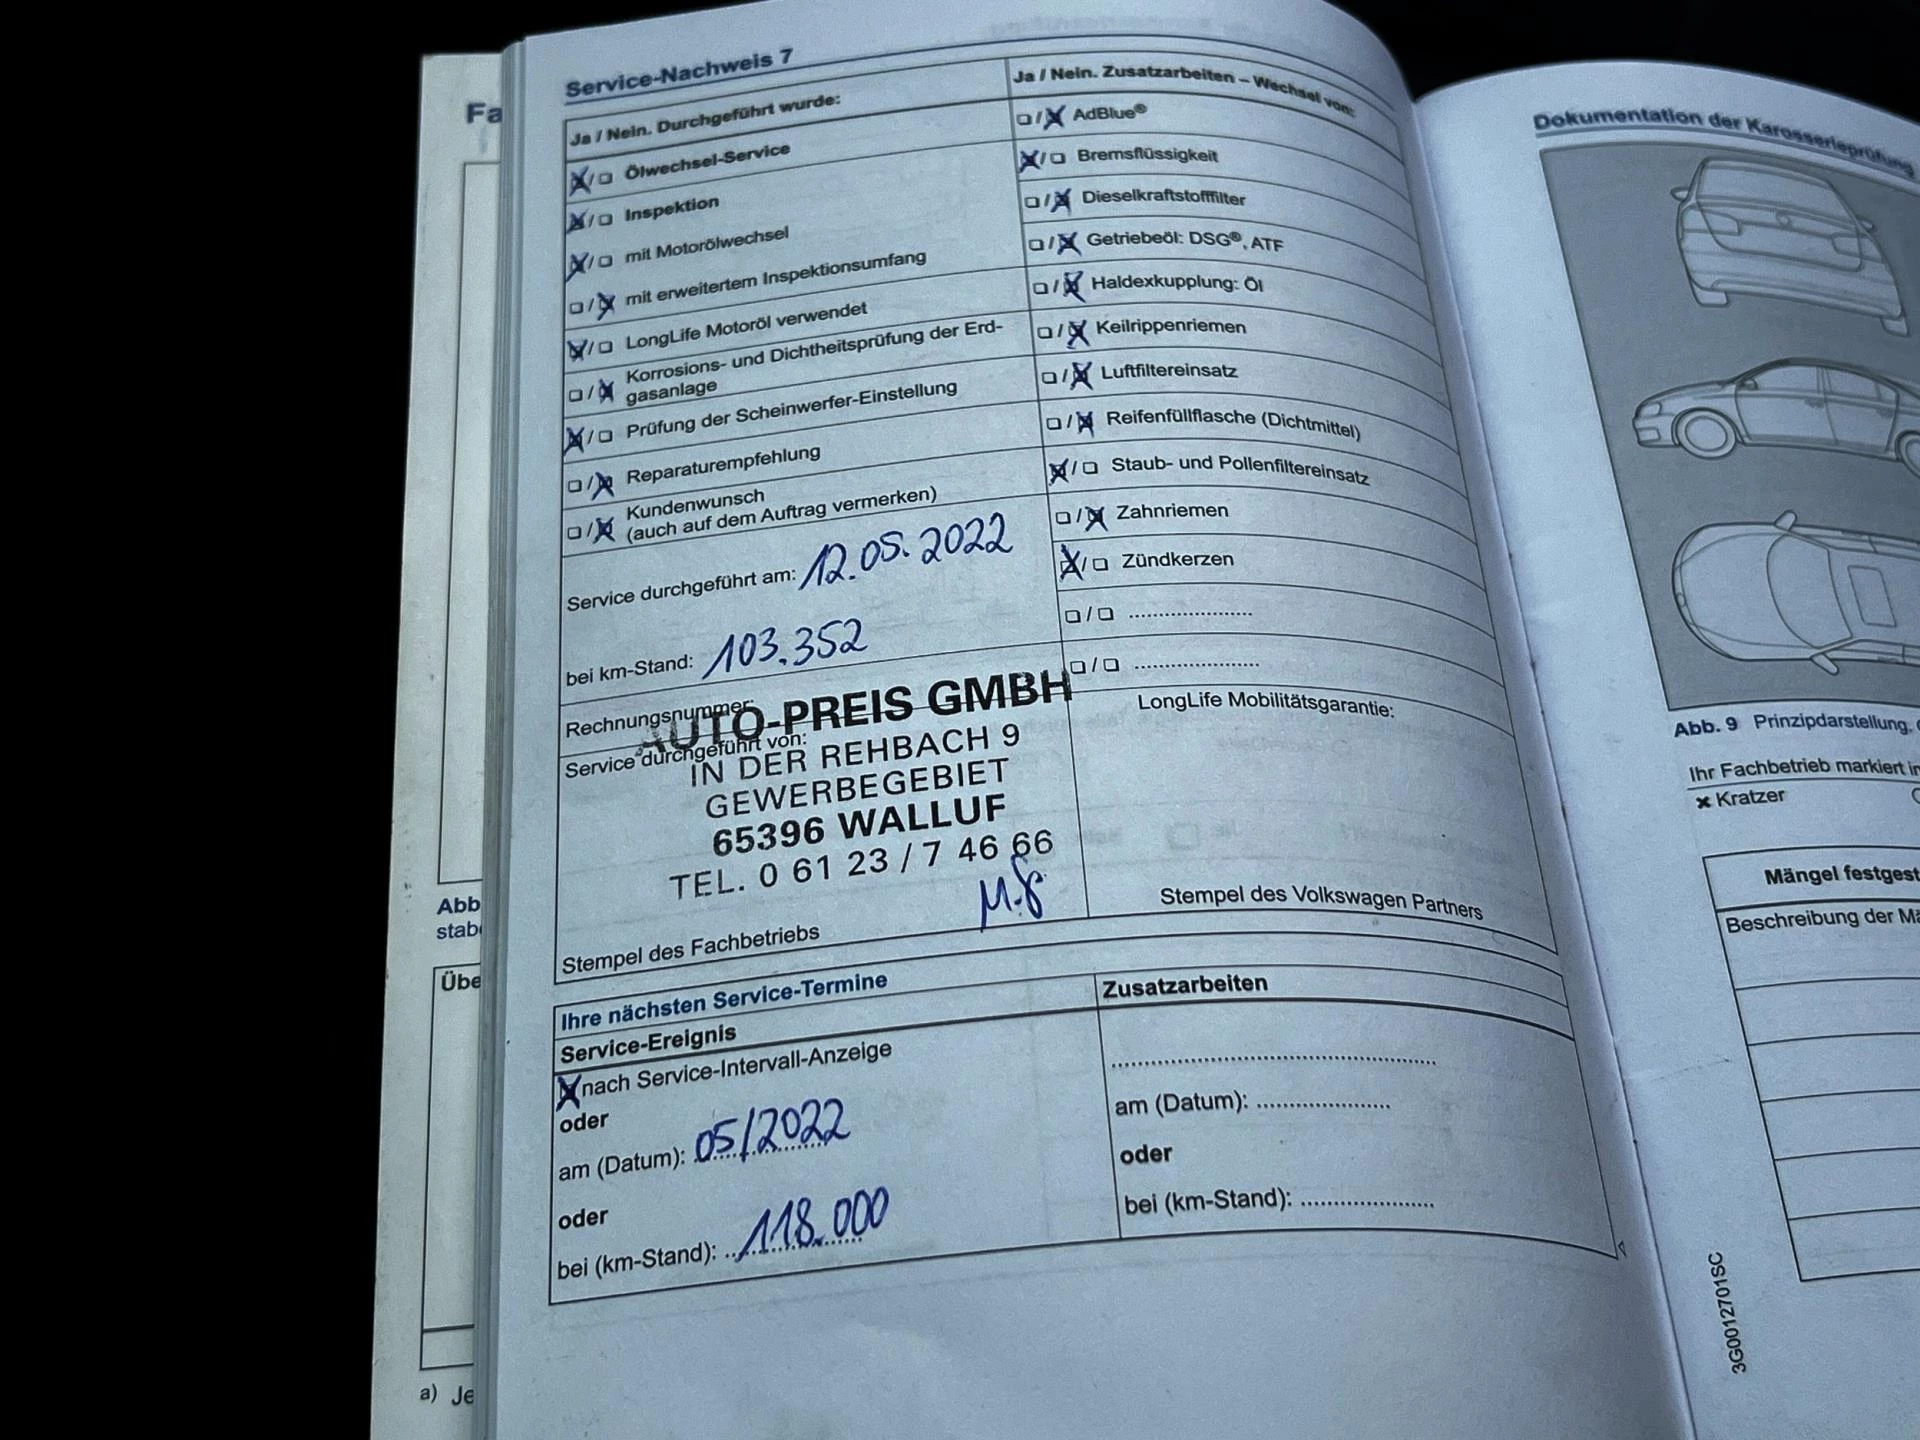 Fa
Abb
stab
Übe
a) Je
Service-Nachweis 7
Ja / Nein. Durchgeführt wurde:
X/☐ Ölwechsel-Service
X/☐ Inspektion
X/☐ mit Motorölwechsel
☐/X mit erweitertem Inspektionsumfang
X/☐ LongLife Motoröl verwendet
☐/X Korrosions- und Dichtheitsprüfung der Erd-
gasanlage
X/☐ Prüfung der Scheinwerfer-Einstellung
☐/X Reparaturempfehlung
☐/X Kundenwunsch
(auch auf dem Auftrag vermerken)
Service durchgeführt am: 12.05.2022
bei km-Stand: 103.352
Rechnungsnummer:
Service durchgeführt von:
AUTO-PREIS GMBH
IN DER REHBACH 9
GEWERBEGEBIET
65396 WALLUF
TEL. 0 61 23 / 7 46 66
Stempel des Fachbetriebs
Ja / Nein. Zusatzarbeiten – Wechsel von:
☐/X AdBlue®
X/☐ Bremsflüssigkeit
☐/X Dieselkraftstofffilter
☐/X Getriebeöl: DSG®, ATF
☐/X Haldexkupplung: Öl
☐/X Keilrippenriemen
☐/X Luftfiltereinsatz
☐/X Reifenfüllflasche (Dichtmittel)
X/☐ Staub- und Pollenfiltereinsatz
☐/X Zahnriemen
X/☐ Zündkerzen
☐/☐ ......................
☐/☐ ......................
LongLife Mobilitätsgarantie:
Stempel des Volkswagen Partners
Ihre nächsten Service-Termine
Service-Ereignis
X nach Service-Intervall-Anzeige
oder
am (Datum): 05/2022
oder
bei (km-Stand): 118.000
Zusatzarbeiten
......................................................
am (Datum): ......................
oder
bei (km-Stand): ......................
Dokumentation der Karosserieprüfung
Abb. 9 Prinzipdarstellung.
Ihr Fachbetrieb markiert in
× Kratzer
Mängel festgest
Beschreibung der Mä
3G0012701SC